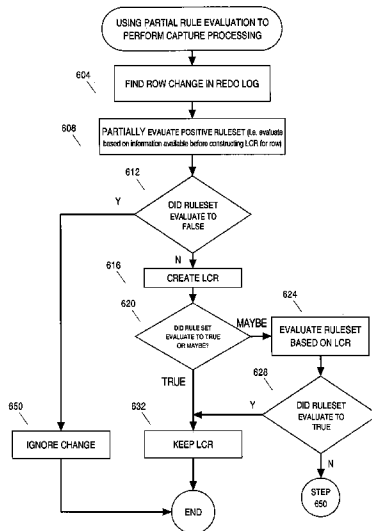 USING PARTIAL RULE EVALUATION TO
PERFORM CAPTURE PROCESSING
604
FIND ROW CHANGE IN REDO LOG
608
PARTIALLY EVALUATE POSITIVE RULESET (i.e. evaluate
based on information available before constructing LCR for row)
612
Y
DID RULESET
EVALUATE TO
FALSE
N
616
CREATE LCR
620
DID RULE SET
EVALUATE TO TRUE
OR MAYBE?
MAYBE
624
EVALUATE RULESET
BASED ON LCR
TRUE
628
DID RULESET
EVALUATE TO
TRUE
Y
N
650
IGNORE CHANGE
632
KEEP LCR
STEP
650
END